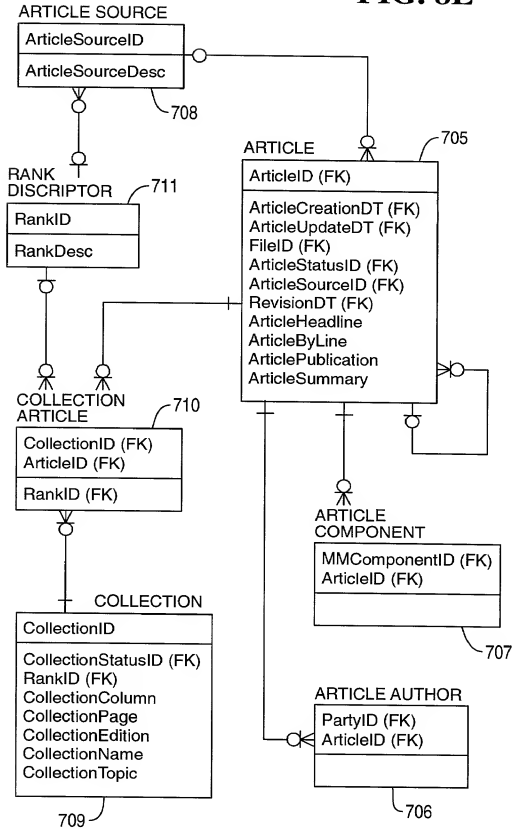 FIG. 8E
ARTICLE SOURCE
ArticleSourceID
ArticleSourceDesc
708
ARTICLE
705
ArticleID (FK)
ArticleCreationDT (FK)
ArticleUpdateDT (FK)
FileID (FK)
ArticleStatusID (FK)
ArticleSourceID (FK)
RevisionDT (FK)
ArticleHeadline
ArticleByLine
ArticlePublication
ArticleSummary
RANK
DISCRIPTOR
711
RankID
RankDesc
COLLECTION
ARTICLE
710
CollectionID (FK)
ArticleID (FK)
RankID (FK)
ARTICLE
COMPONENT
MMComponentID (FK)
ArticleID (FK)
707
COLLECTION
CollectionID
CollectionStatusID (FK)
RankID (FK)
CollectionColumn
CollectionPage
CollectionEdition
CollectionName
CollectionTopic
709
ARTICLE AUTHOR
PartyID (FK)
ArticleID (FK)
706